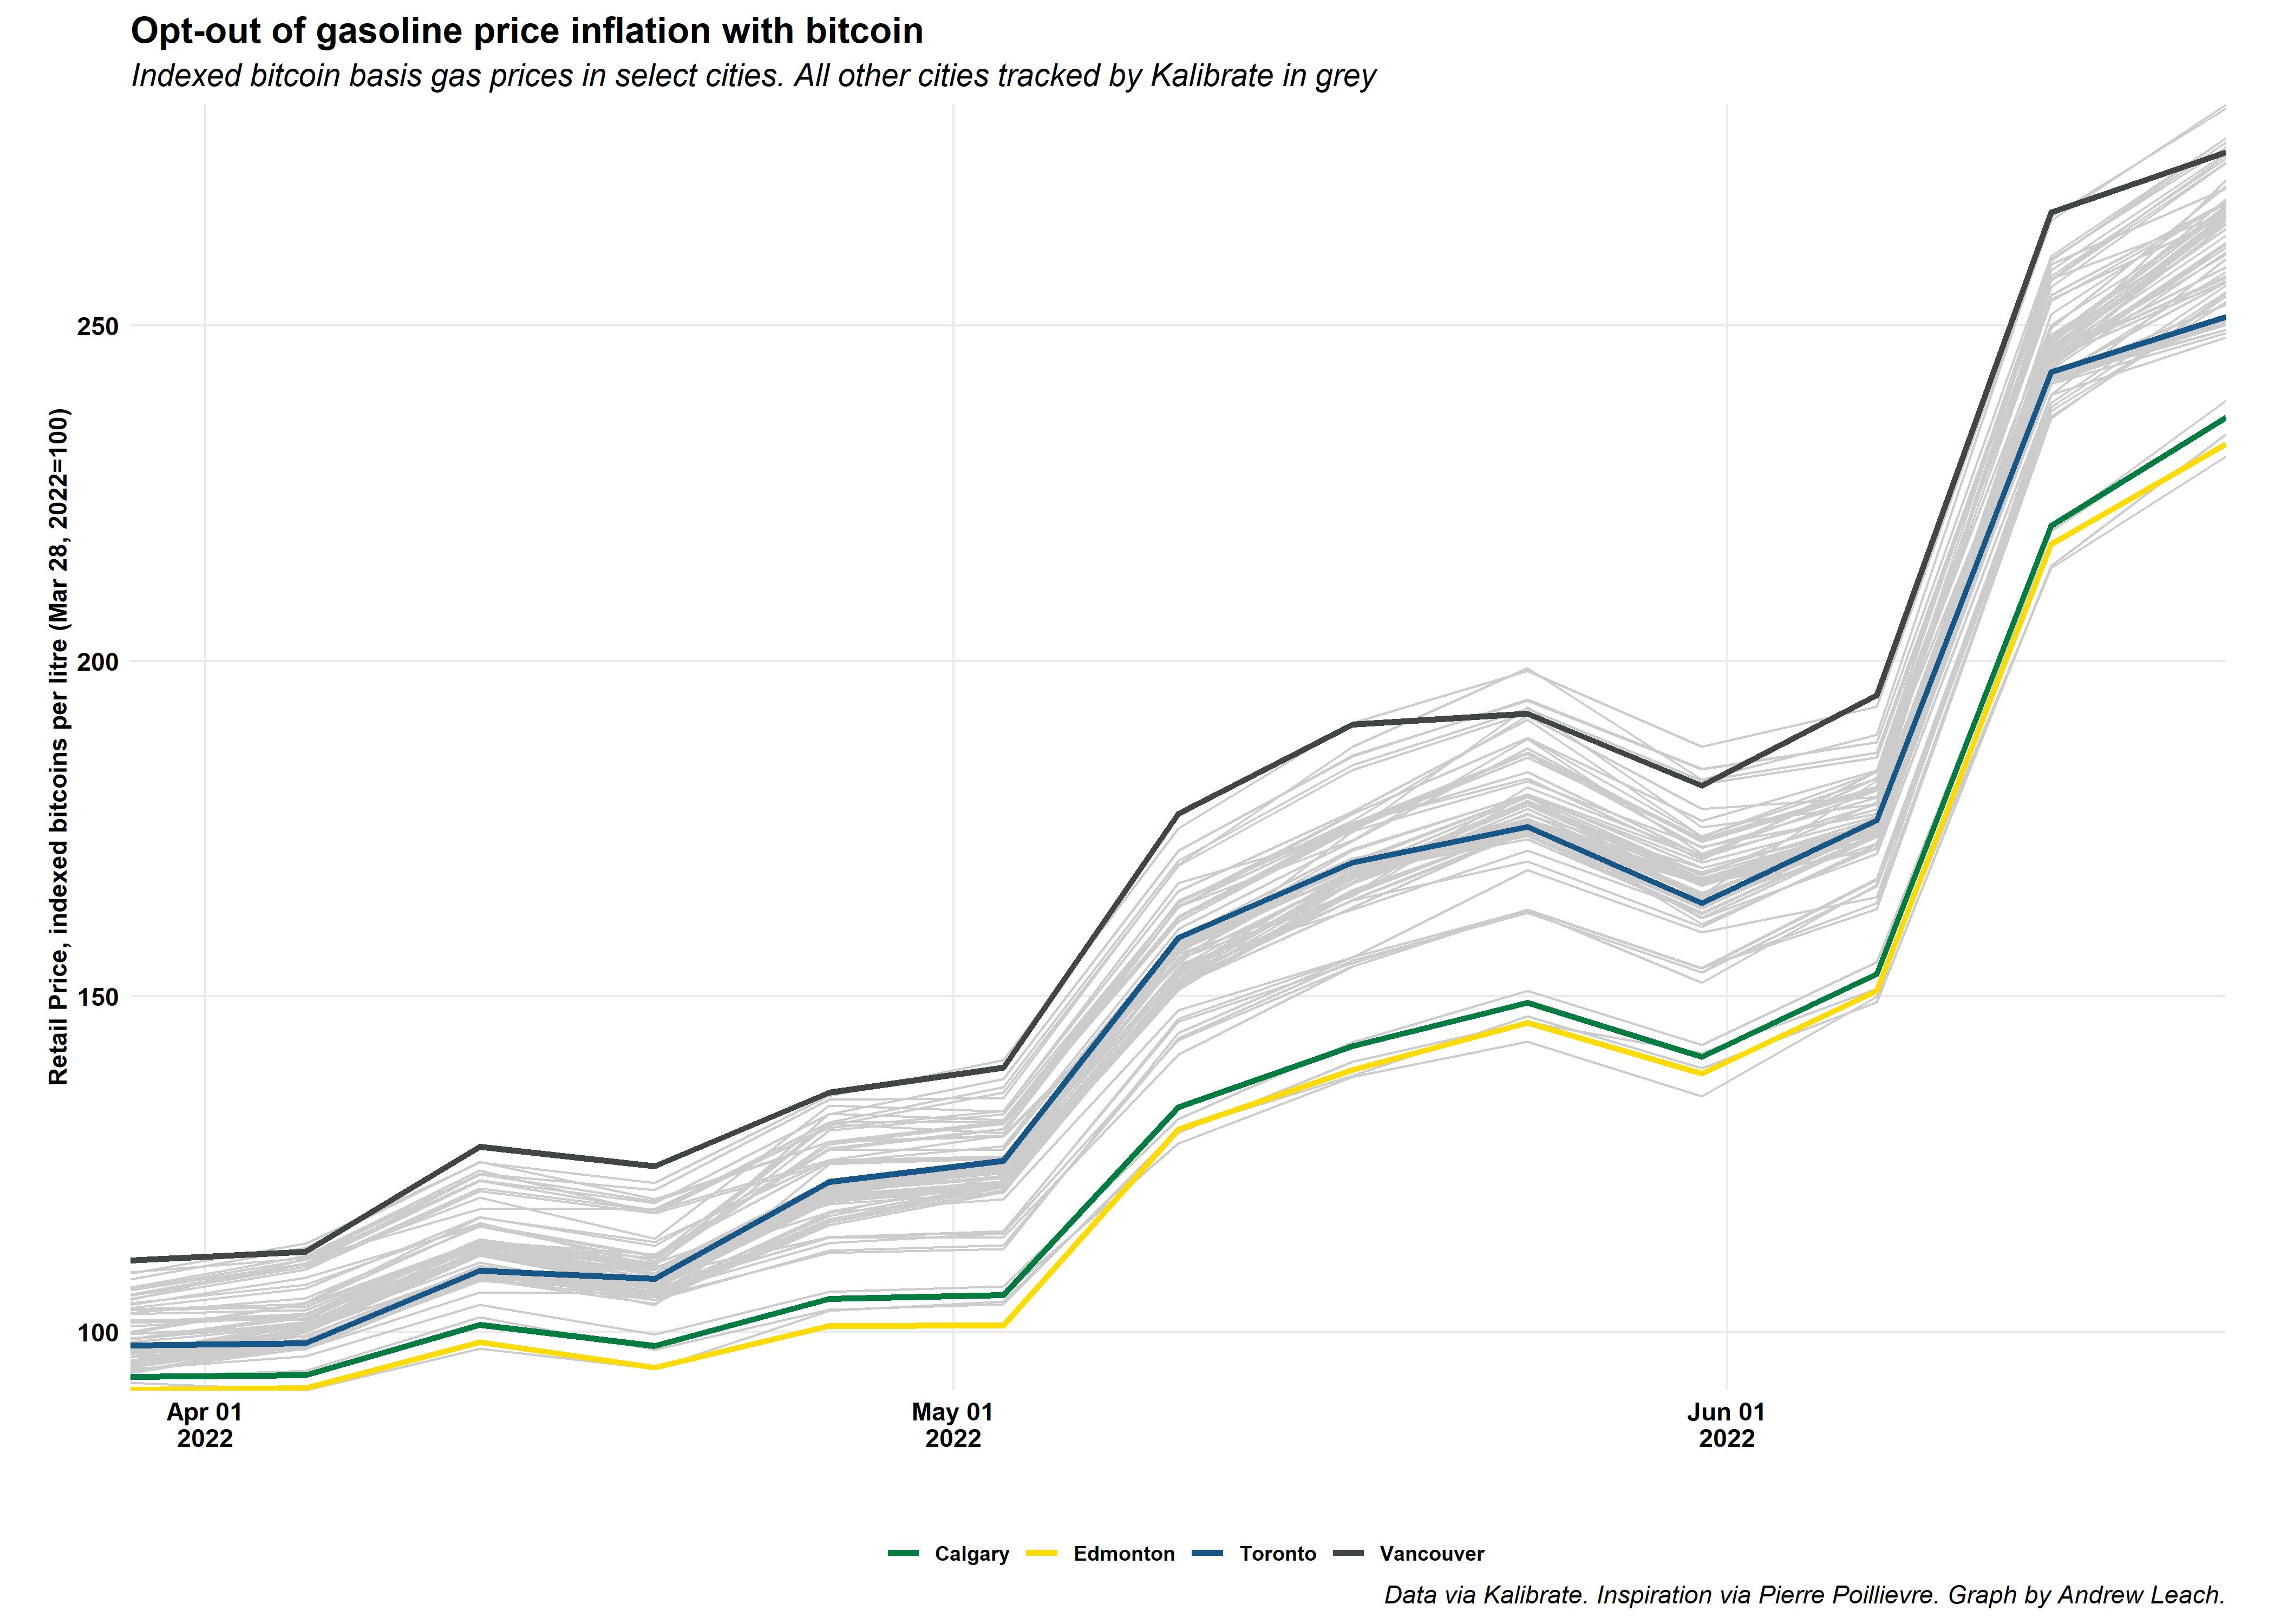 Opt-out of gasoline price inflation with bitcoin
Indexed bitcoin basis gas prices in select cities. All other cities tracked by Kalibrate in grey
Retail Price, indexed bitcoins per litre (Mar 28, 2022=100)
250
200
150
100
Apr 01
2022
May 01
2022
Jun 01
2022
Calgary
Edmonton
Toronto
Vancouver
Data via Kalibrate. Inspiration via Pierre Poillievre. Graph by Andrew Leach.